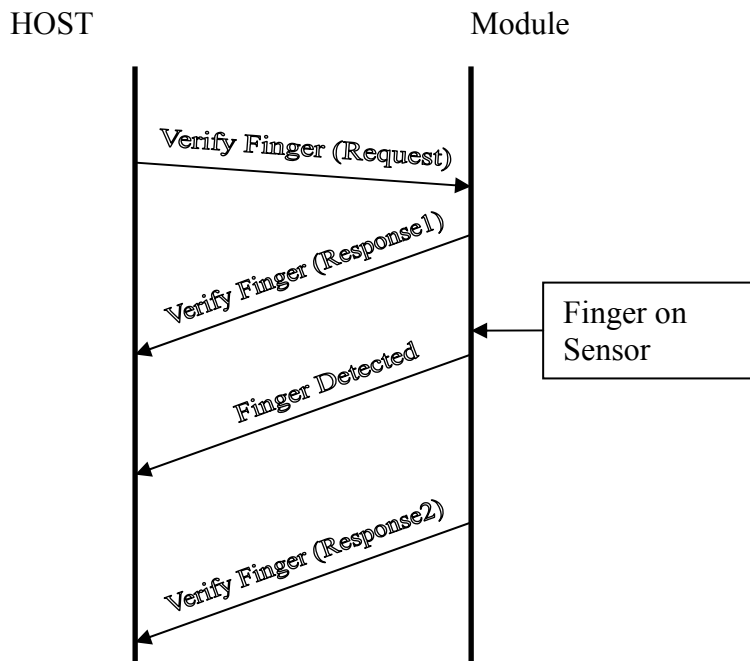 HOST
Module
Verify Finger (Request)
Verify Finger (Response1)
Finger on
Sensor
Finger Detected
Verify Finger (Response2)